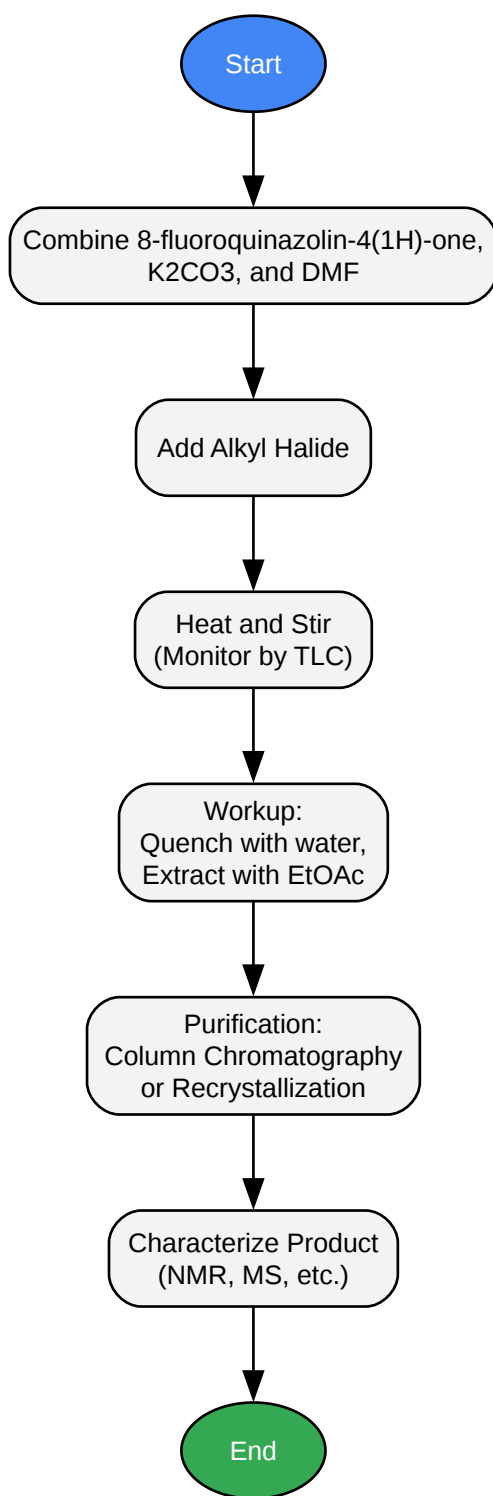 Start
Combine 8-fluoroquinazolin-4(1H)-one,
K2CO3, and DMF
Add Alkyl Halide
Heat and Stir
(Monitor by TLC)
Workup:
Quench with water,
Extract with EtOAc
Purification:
Column Chromatography
or Recrystallization
Characterize Product
(NMR, MS, etc.)
End